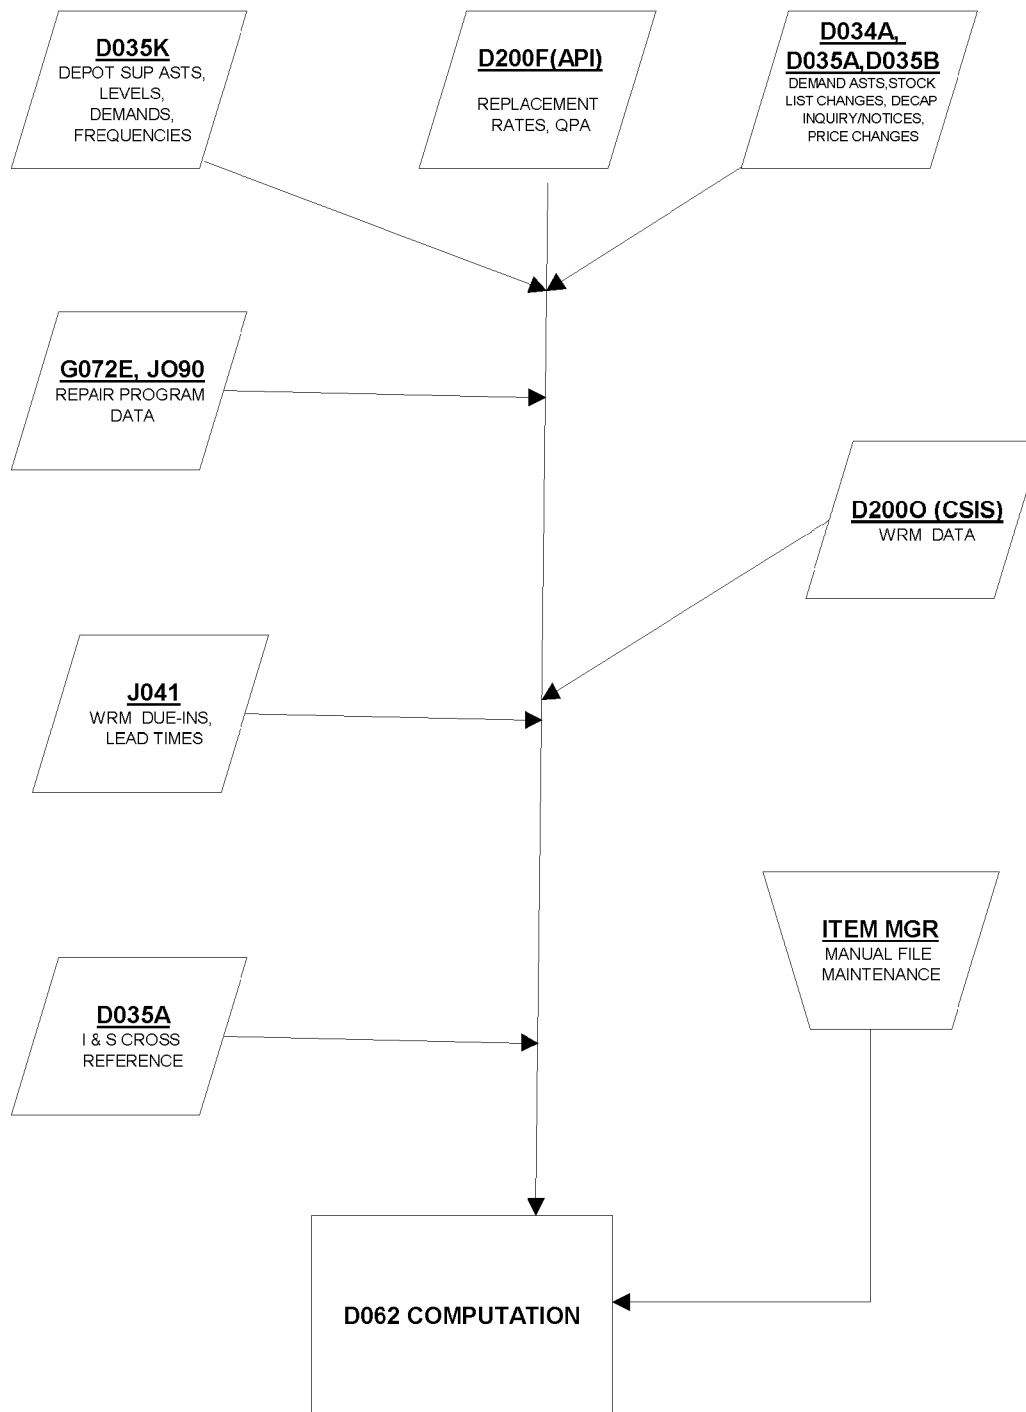 D035K
DEPOT SUP ASTS,
LEVELS,
DEMANDS,
FREQUENCIES
D200F(API)
REPLACEMENT
RATES, QPA
D034A,
D035A,D035B
DEMAND ASTS,STOCK
LIST CHANGES, DECAP
INQUIRY/NOTICES,
PRICE CHANGES
G072E, JO90
REPAIR PROGRAM
DATA
D200O (CSIS)
WRM DATA
J041
WRM DUE-INS,
LEAD TIMES
ITEM MGR
MANUAL FILE
MAINTENANCE
D035A
I & S CROSS
REFERENCE
D062 COMPUTATION